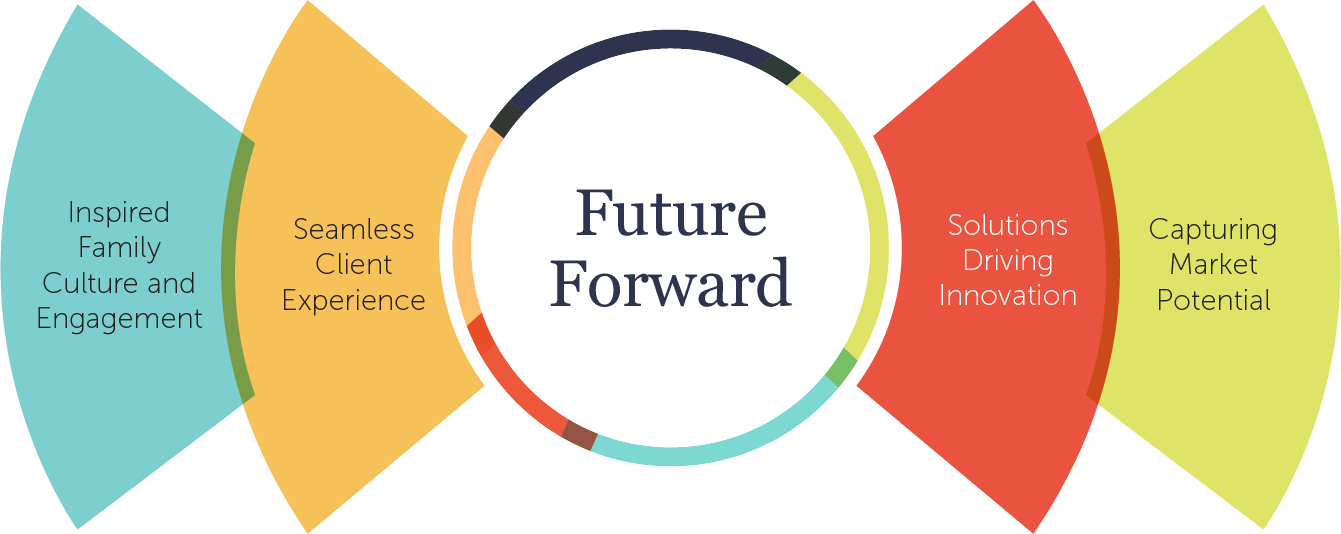 Inspired
Family
Culture and
Engagement
Seamless
Client
Experience
Future
Forward
Solutions
Driving
Innovation
Capturing
Market
Potential